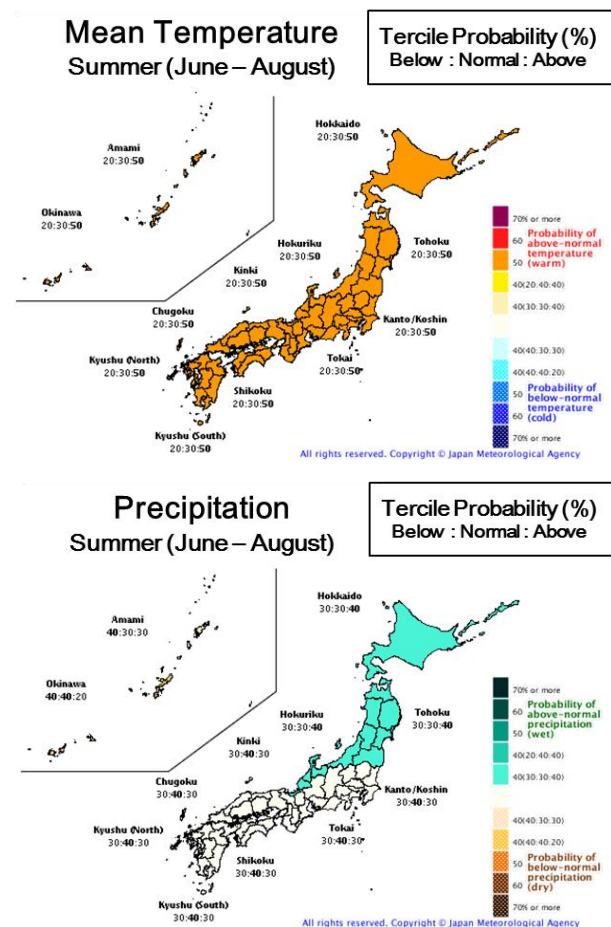 Mean Temperature
Summer (June – August)
Tercile Probability (%)
Below : Normal : Above
Hokkaido
20:30:50
Amami
20:30:50
Okinawa
20:30:50
Hokuriku
20:30:50
Tohoku
20:30:50
Kinki
20:30:50
Chugoku
20:30:50
Kanto/Koshin
20:30:50
Kyushu (North)
20:30:50
Tokai
20:30:50
Shikoku
20:30:50
Kyushu (South)
20:30:50
70% or more
60
50
Probability of
above-normal
temperature
(warm)
40(20:40:40)
40(30:30:40)
40(40:30:30)
40(40:40:20)
50
60
Probability of
below-normal
temperature
(cold)
70% or more
All rights reserved. Copyright © Japan Meteorological Agency
Precipitation
Summer (June – August)
Tercile Probability (%)
Below : Normal : Above
Hokkaido
30:30:40
Amami
40:30:30
Okinawa
40:40:20
Hokuriku
30:30:40
Tohoku
30:30:40
Kinki
30:40:30
Chugoku
30:40:30
Kanto/Koshin
30:40:30
Kyushu (North)
30:40:30
Tokai
30:40:30
Shikoku
30:40:30
Kyushu (South)
30:40:30
70% or more
60
50
Probability of
above-normal
precipitation
(wet)
40(20:40:40)
40(30:30:40)
40(40:30:30)
40(40:40:20)
50
60
Probability of
below-normal
precipitation
(dry)
70% or more
All rights reserved. Copyright © Japan Meteorological Agency